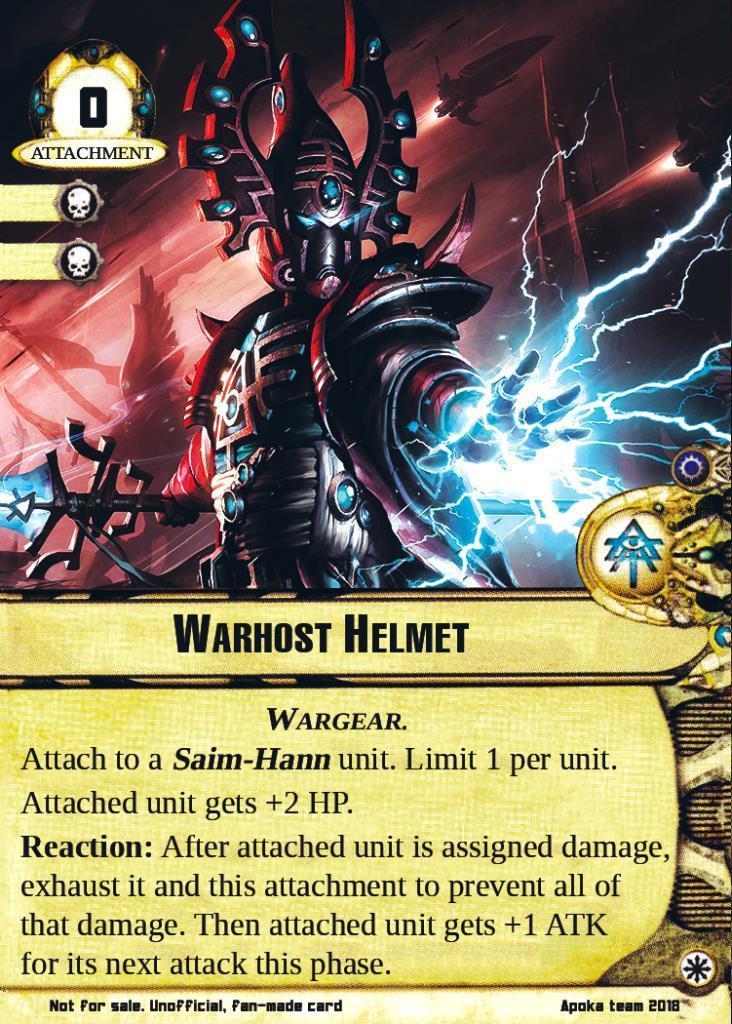 0
ATTACHMENT
WARHOST HELMET
WARGEAR.
Attach to a Saim-Hann unit. Limit 1 per unit.
Attached unit gets +2 HP.
Reaction: After attached unit is assigned damage,
exhaust it and this attachment to prevent all of
that damage. Then attached unit gets +1 ATK
for its next attack this phase.
Not for sale. Unofficial, fan-made card
Apoka team 2018